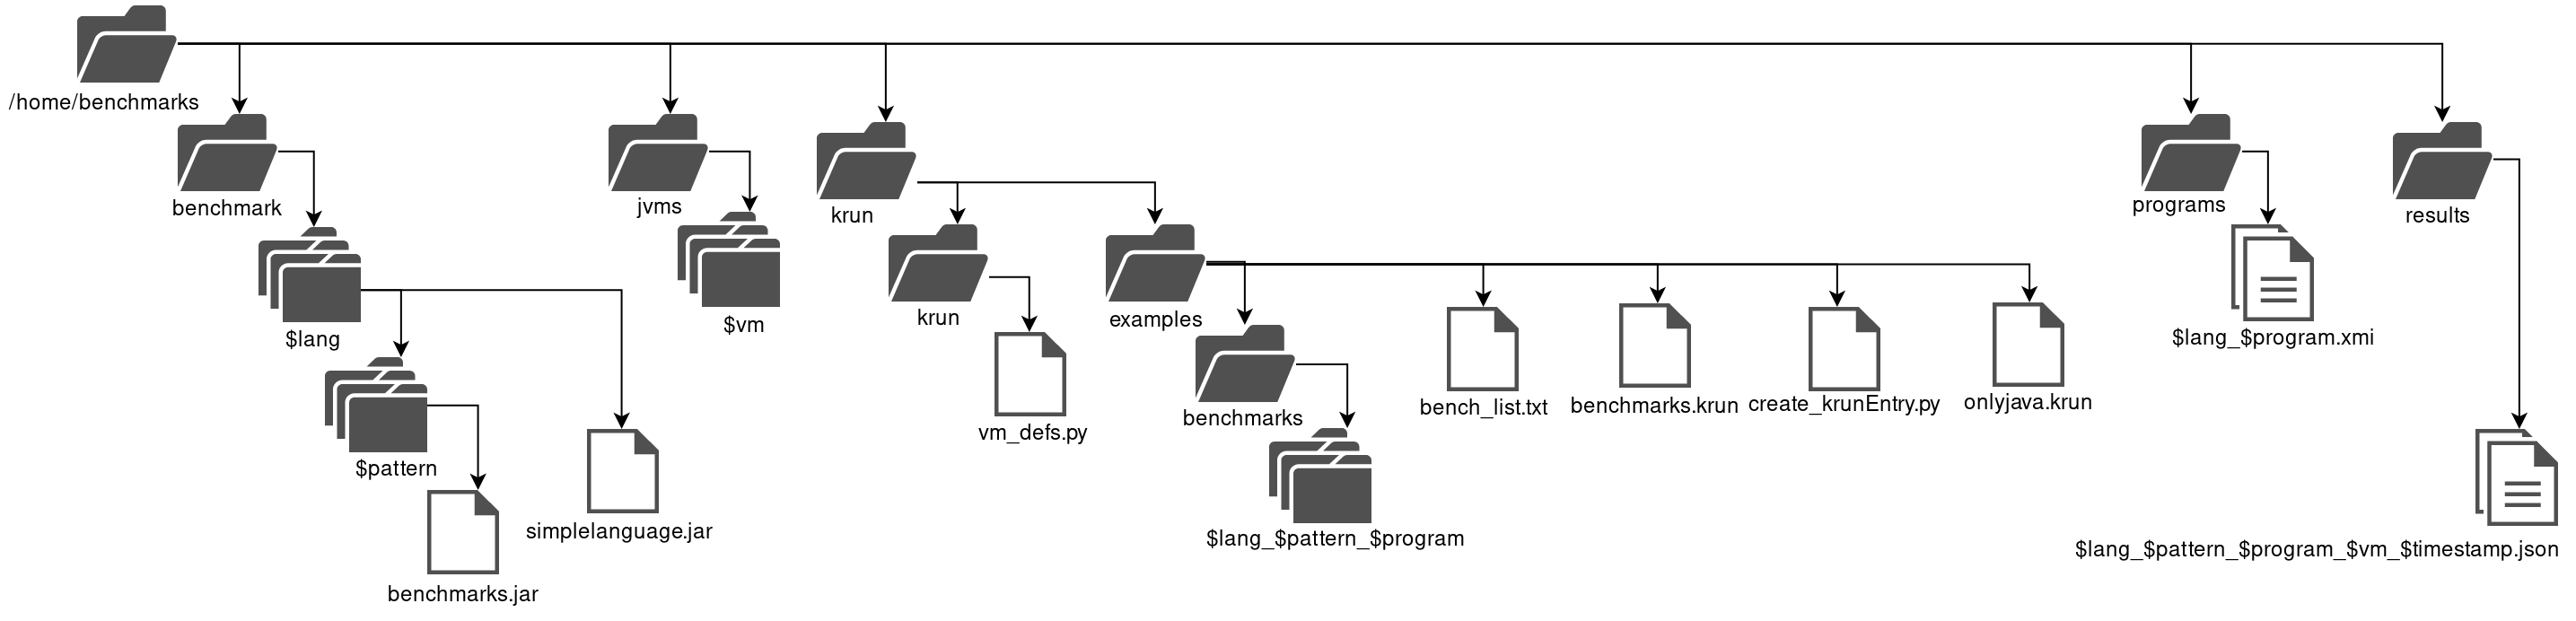 /home/benchmarks
benchmark
jvms
krun
programs
results
$lang
$vm
krun
examples
$lang_$program.xmi
$pattern
vm_defs.py
benchmarks
bench_list.txt
benchmarks.krun
create_krunEntry.py
onlyjava.krun
benchmarks.jar
simplelanguage.jar
$lang_$pattern_$program
$lang_$pattern_$program_$vm_$timestamp.json